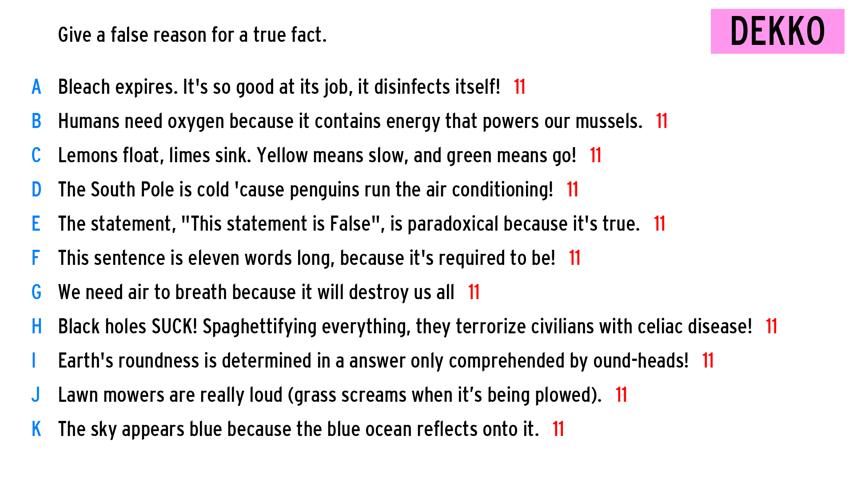 Give a false reason for a true fact.
DEKKO
A Bleach expires. It's so good at its job, it disinfects itself! 11
B Humans need oxygen because it contains energy that powers our mussels. 11
C Lemons float, limes sink. Yellow means slow, and green means go! 11
D The South Pole is cold 'cause penguins run the air conditioning! 11
E The statement, "This statement is False", is paradoxical because it's true. 11
F This sentence is eleven words long, because it's required to be! 11
G We need air to breath because it will destroy us all 11
H Black holes SUCK! Spaghettifying everything, they terrorize civilians with celiac disease! 11
I Earth's roundness is determined in a answer only comprehended by ound-heads! 11
J Lawn mowers are really loud (grass screams when it’s being plowed). 11
K The sky appears blue because the blue ocean reflects onto it. 11